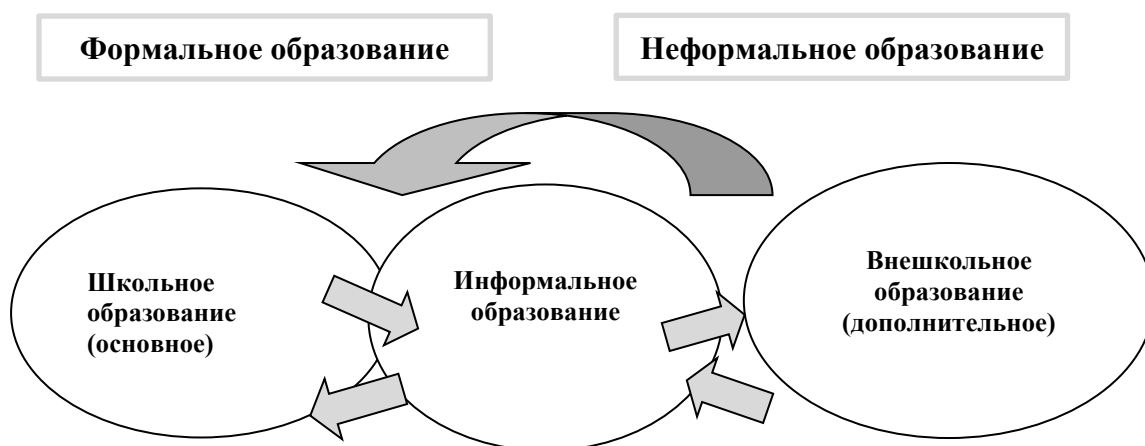 Формальное образование
Неформальное образование
Школьное
образование
(основное)
Информальное
образование
Внешкольное
образование
(дополнительное)